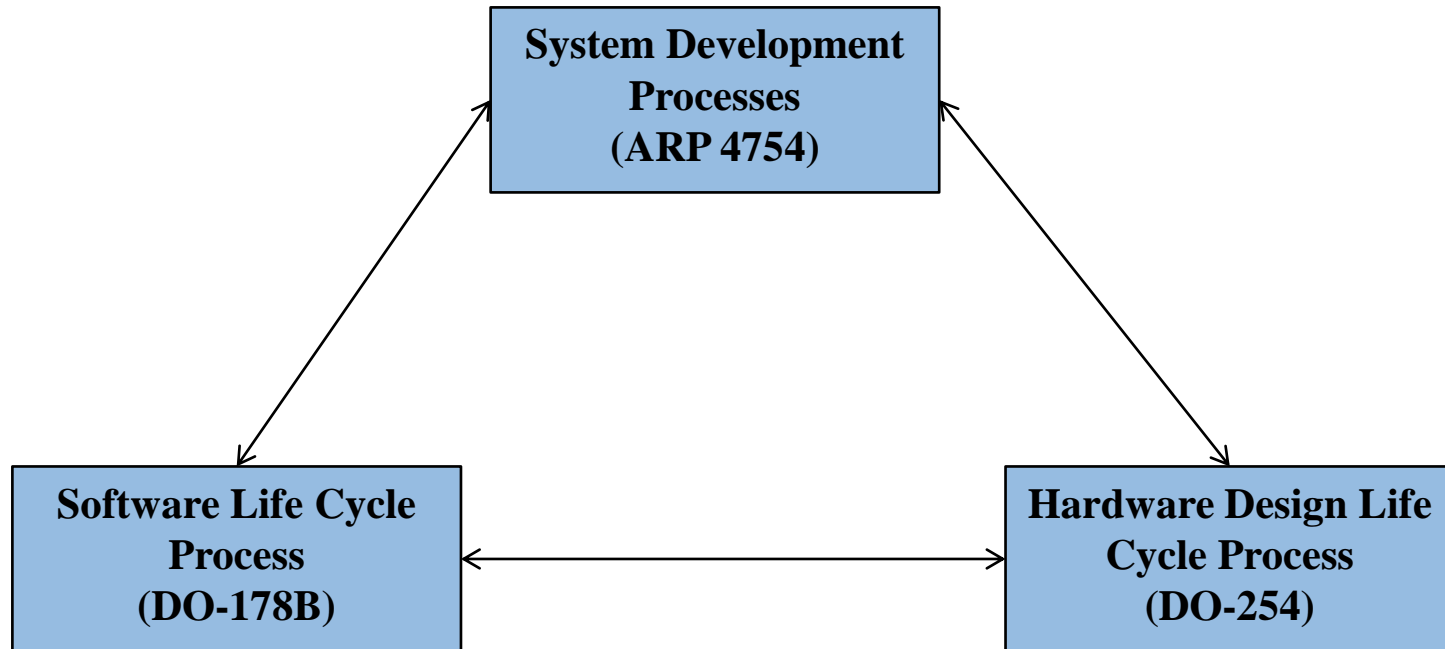 System Development
Processes
(ARP 4754)
Software Life Cycle
Process
(DO-178B)
Hardware Design Life
Cycle Process
(DO-254)